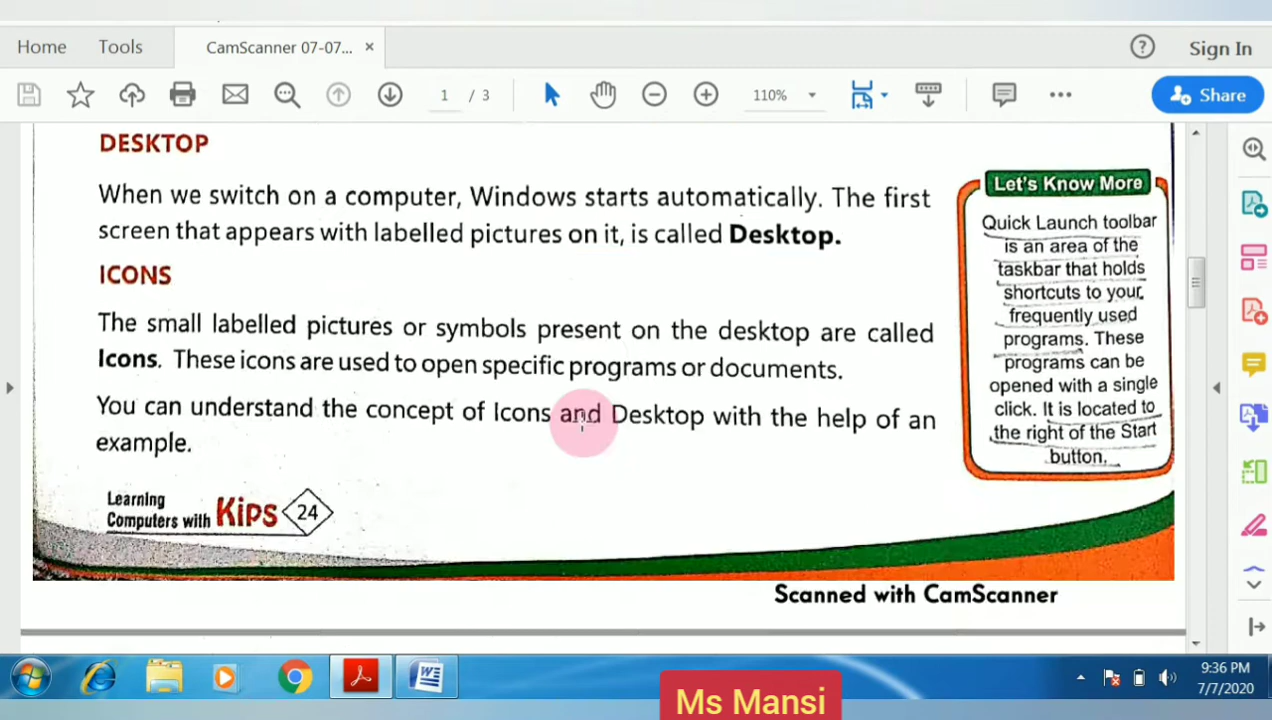 Home Tools CamScanner 07-07... ×
? Sign In
1 / 3 110% ... Share
DESKTOP
When we switch on a computer, Windows starts automatically. The first
screen that appears with labelled pictures on it, is called Desktop.
ICONS
The small labelled pictures or symbols present on the desktop are called
Icons. These icons are used to open specific programs or documents.
You can understand the concept of Icons and Desktop with the help of an
example.
Let's Know More
Quick Launch toolbar
is an area of the
taskbar that holds
shortcuts to your
frequently used
programs. These
programs can be
opened with a single
click. It is located to
the right of the Start
button.
Learning
Computers with Kips 24
Scanned with CamScanner
9:36 PM
7/7/2020
Ms Mansi